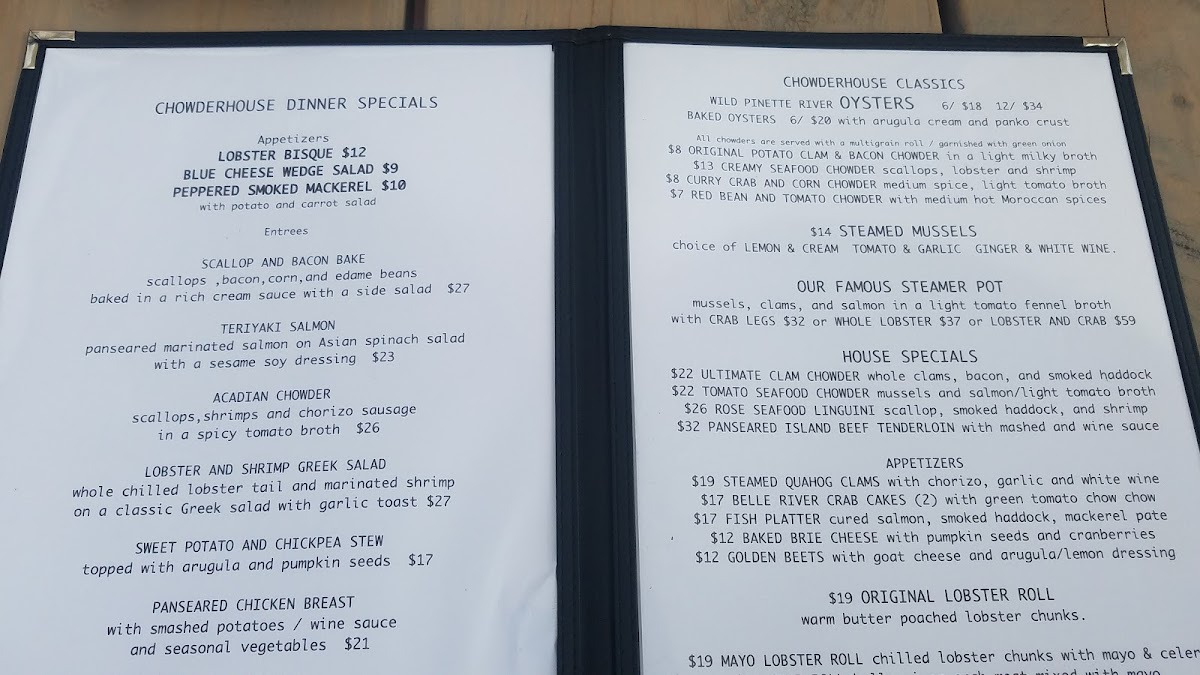 CHOWDERHOUSE DINNER SPECIALS
Appetizers
LOBSTER BISQUE $12
BLUE CHEESE WEDGE SALAD $9
PEPPERED SMOKED MACKEREL $10
with potato and carrot salad
Entrees
SCALLOP AND BACON BAKE
scallops ,bacon,corn,and edame beans
baked in a rich cream sauce with a side salad $27
TERIYAKI SALMON
panseared marinated salmon on Asian spinach salad
with a sesame soy dressing $23
ACADIAN CHOWDER
scallops,shrimps and chorizo sausage
in a spicy tomato broth $26
LOBSTER AND SHRIMP GREEK SALAD
whole chilled lobster tail and marinated shrimp
on a classic Greek salad with garlic toast $27
SWEET POTATO AND CHICKPEA STEW
topped with arugula and pumpkin seeds $17
PANSEARED CHICKEN BREAST
with smashed potatoes / wine sauce
and seasonal vegetables $21
CHOWDERHOUSE CLASSICS
WILD PINETTE RIVER OYSTERS 6/ $18 12/ $34
BAKED OYSTERS 6/ $20 with arugula cream and panko crust
All chowders are served with a multigrain roll / garnished with green onion
$8 ORIGINAL POTATO CLAM & BACON CHOWDER in a light milky broth
$13 CREAMY SEAFOOD CHOWDER scallops, lobster and shrimp
$8 CURRY CRAB AND CORN CHOWDER medium spice, light tomato broth
$7 RED BEAN AND TOMATO CHOWDER with medium hot Moroccan spices
$14 STEAMED MUSSELS
choice of LEMON & CREAM TOMATO & GARLIC GINGER & WHITE WINE.
OUR FAMOUS STEAMER POT
mussels, clams, and salmon in a light tomato fennel broth
with CRAB LEGS $32 or WHOLE LOBSTER $37 or LOBSTER AND CRAB $59
HOUSE SPECIALS
$22 ULTIMATE CLAM CHOWDER whole clams, bacon, and smoked haddock
$22 TOMATO SEAFOOD CHOWDER mussels and salmon/light tomato broth
$26 ROSE SEAFOOD LINGUINI scallop, smoked haddock, and shrimp
$32 PANSEARED ISLAND BEEF TENDERLOIN with mashed and wine sauce
APPETIZERS
$19 STEAMED QUAHOG CLAMS with chorizo, garlic and white wine
$17 BELLE RIVER CRAB CAKES (2) with green tomato chow chow
$17 FISH PLATTER cured salmon, smoked haddock, mackerel pate
$12 BAKED BRIE CHEESE with pumpkin seeds and cranberries
$12 GOLDEN BEETS with goat cheese and arugula/lemon dressing
$19 ORIGINAL LOBSTER ROLL
warm butter poached lobster chunks.
$19 MAYO LOBSTER ROLL chilled lobster chunks with mayo & celer
mixed with mayo